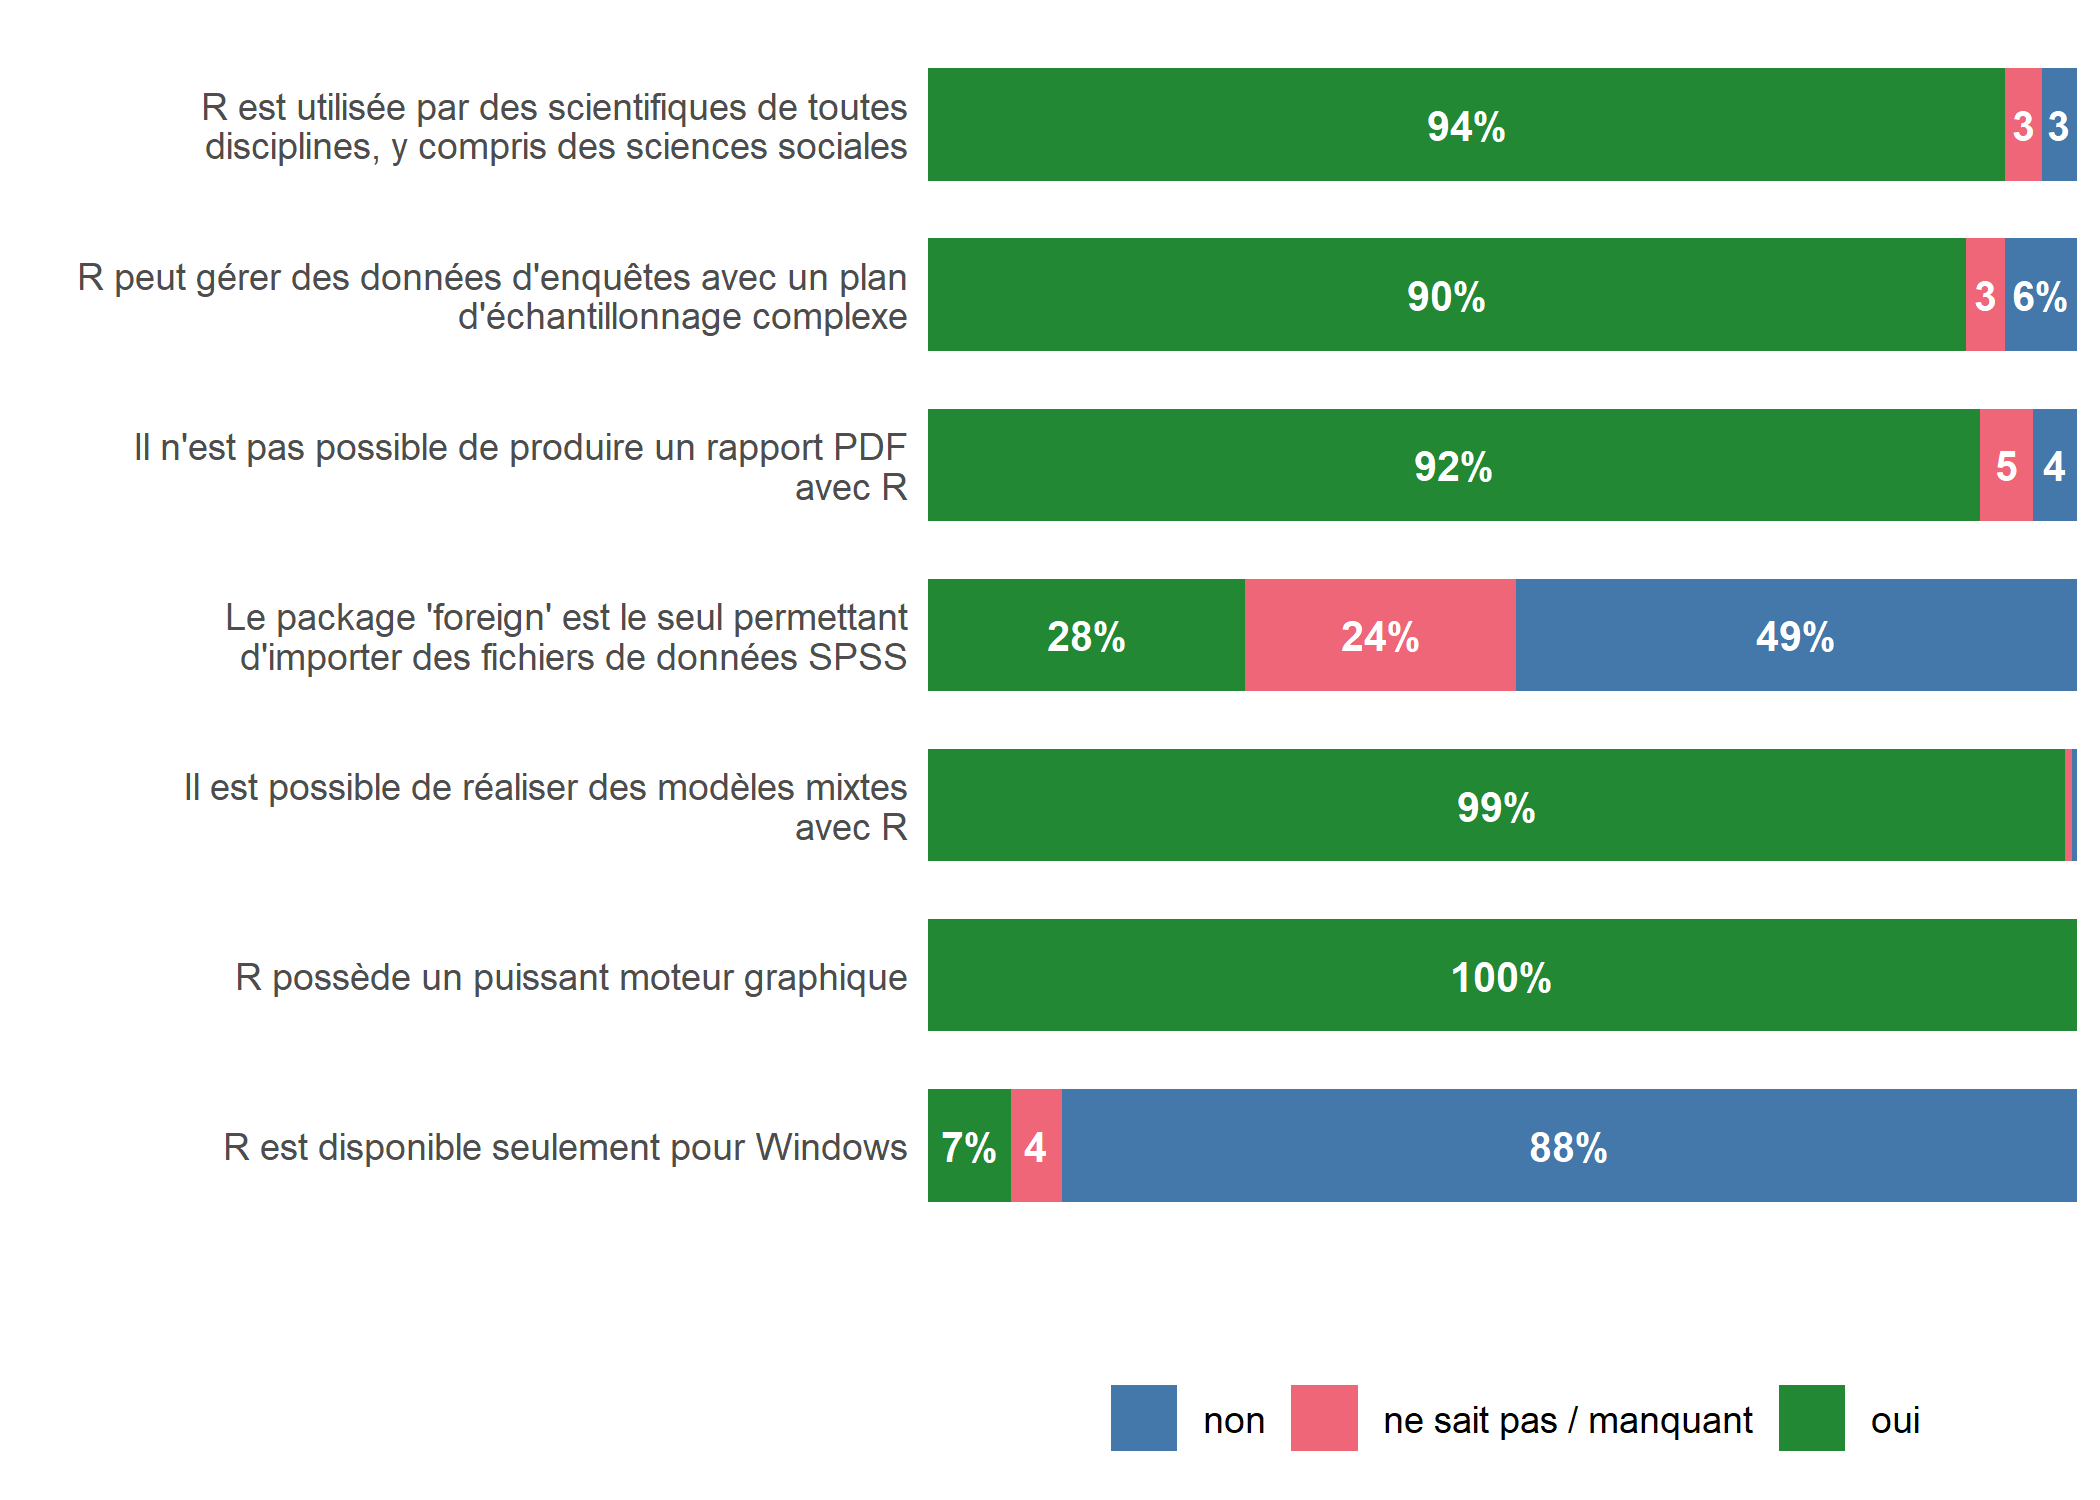 R est utilisée par des scientifiques de toutes
disciplines, y compris des sciences sociales
94% 3 3
R peut gérer des données d'enquêtes avec un plan
d'échantillonnage complexe
90% 3 6%
Il n'est pas possible de produire un rapport PDF
avec R
92% 5 4
Le package 'foreign' est le seul permettant
d'importer des fichiers de données SPSS
28% 24% 49%
Il est possible de réaliser des modèles mixtes
avec R
99%
R possède un puissant moteur graphique
100%
R est disponible seulement pour Windows
7% 4 88%
non ne sait pas / manquant oui